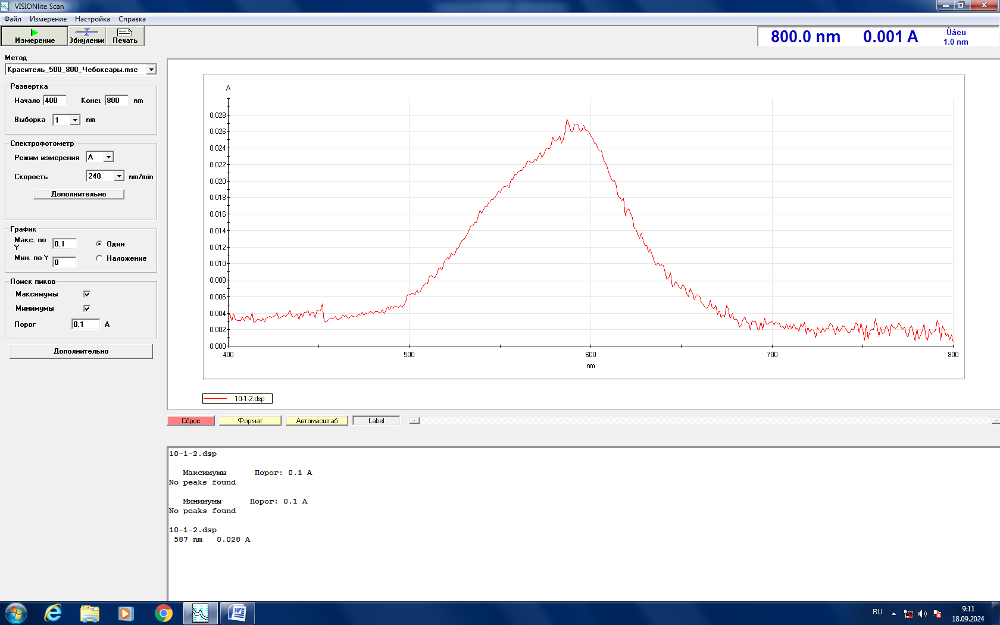 VISIONlite Scan
Файл Измерение Настройка Справка
Измерение Обнуление Печать
800.0 nm 0.001 A Ùåëü
1.0 nm
Метод
Краситель_500_800_Чебоксары.msc
Развертка
Начало 400 Конец 800 nm
Выборка 1 nm
Спектрофотометр
Режим измерения A
Скорость 240 nm/min
Дополнительно
График
Макс. по Y 0.1 Один
Мин. по Y 0 Наложение
Поиск пиков
Максимумы
Минимумы
Порог 0.1 A
Дополнительно
A
0.028
0.026
0.024
0.022
0.020
0.018
0.016
0.014
0.012
0.010
0.008
0.006
0.004
0.002
0.000
400 500 600 700 800
nm
10-1-2.dsp
Сброс Формат Автомасштаб Label
10-1-2.dsp
Максимумы Порог: 0.1 A
No peaks found
Минимумы Порог: 0.1 A
No peaks found
10-1-2.dsp
587 nm 0.028 A
RU 9:11
18.09.2024